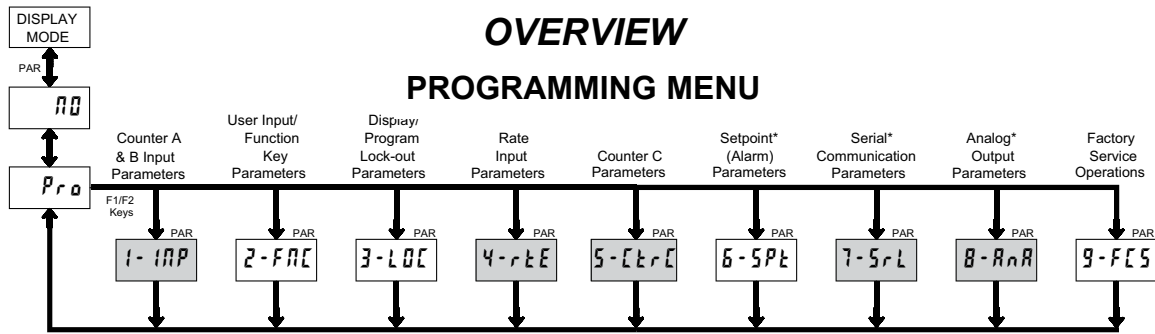 DISPLAY
MODE
OVERVIEW
PAR
PROGRAMMING MENU
NO
Counter A
& B Input
Parameters
User Input/
Function
Key
Parameters
Display/
Program
Lock-out
Parameters
Rate
Input
Parameters
Counter C
Parameters
Setpoint*
(Alarm)
Parameters
Serial*
Communication
Parameters
Analog*
Output
Parameters
Factory
Service
Operations
Pro
F1/F2
Keys
PAR
PAR
PAR
PAR
PAR
PAR
PAR
PAR
PAR
1-INP
2-FNC
3-LOC
4-rtE
5-CtrC
6-SPt
7-SrL
8-AnA
9-FCS